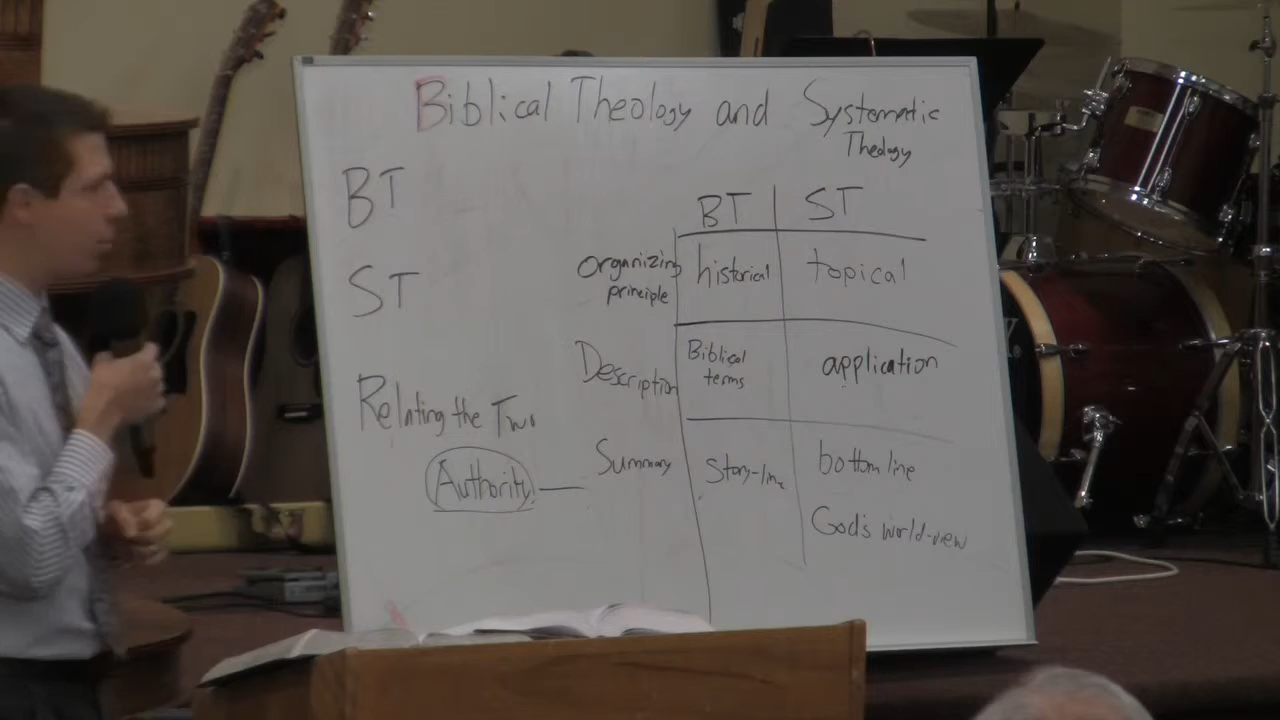 Biblical Theology and Systematic
Theology
BT
ST
Relating the Two
Authority
BT ST
Organizing
principle
historial
topical
Description
Biblical
terms
application
Summary
Story-line
bottom line
God's world-view